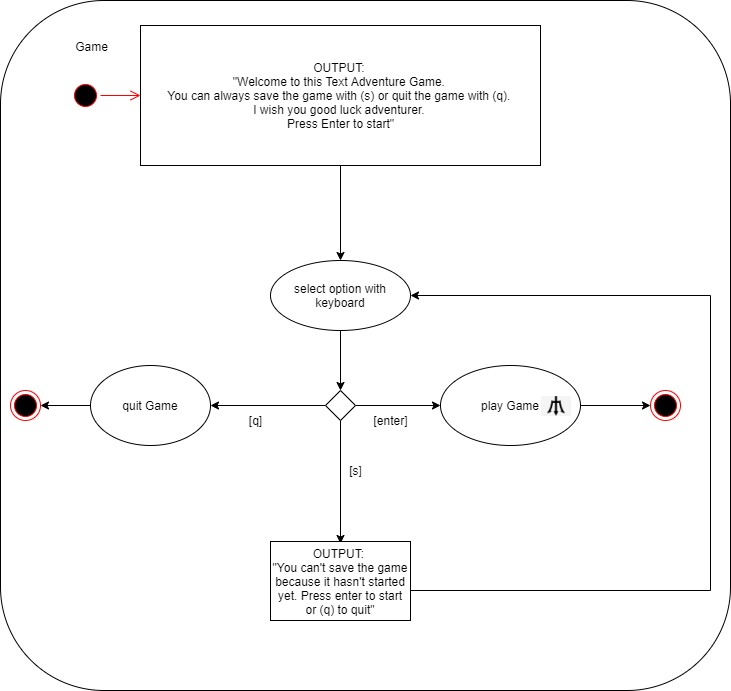 Game
OUTPUT:
"Welcome to this Text Adventure Game.
You can always save the game with (s) or quit the game with (q).
I wish you good luck adventurer.
Press Enter to start"
select option with
keyboard
quit Game
[q]
[enter]
play Game
[s]
OUTPUT:
"You can't save the game
because it hasn't started
yet. Press enter to start
or (q) to quit"